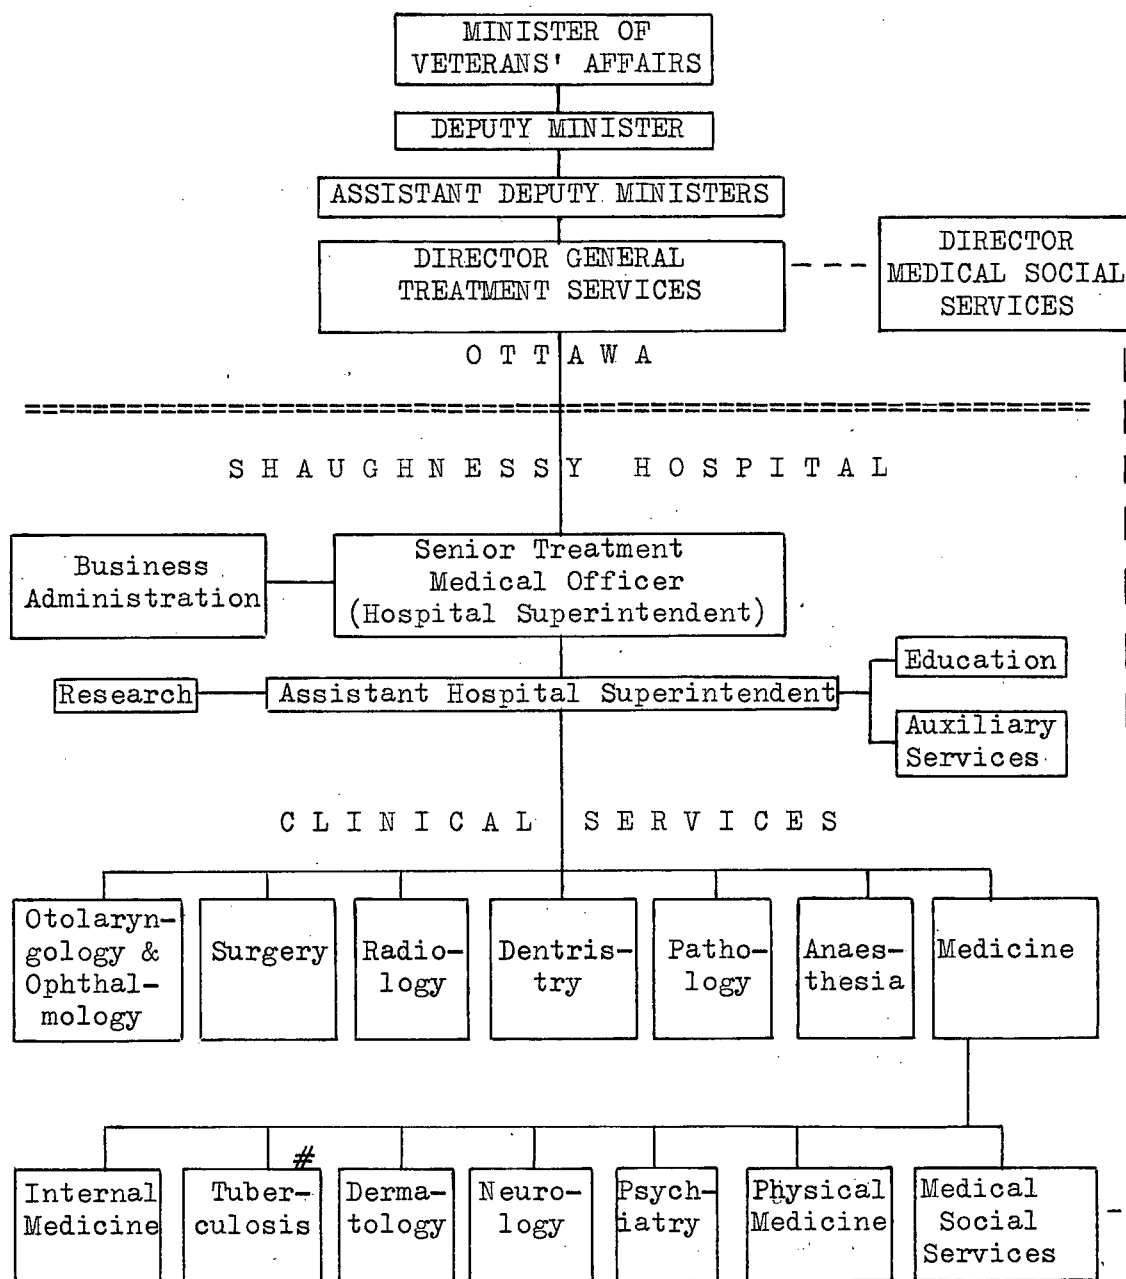 MINISTER OF
VETERANS' AFFAIRS
DEPUTY MINISTER
ASSISTANT DEPUTY MINISTERS
DIRECTOR GENERAL
TREATMENT SERVICES
DIRECTOR
MEDICAL SOCIAL
SERVICES
O T T A W A
S H A U G H N E S S Y   H O S P I T A L
Business
Administration
Senior Treatment
Medical Officer
(Hospital Superintendent)
Research
Assistant Hospital Superintendent
Education
Auxiliary
Services
C L I N I C A L   S E R V I C E S
Otolaryn-
gology &
Ophthal-
mology
Surgery
Radio-
logy
Dentris-
try
Patho-
logy
Anaes-
thesia
Medicine
Internal
Medicine
#
Tuber-
culosis
Derma-
tology
Neuro-
logy
Psych-
iatry
Physical
Medicine
Medical
Social
Services